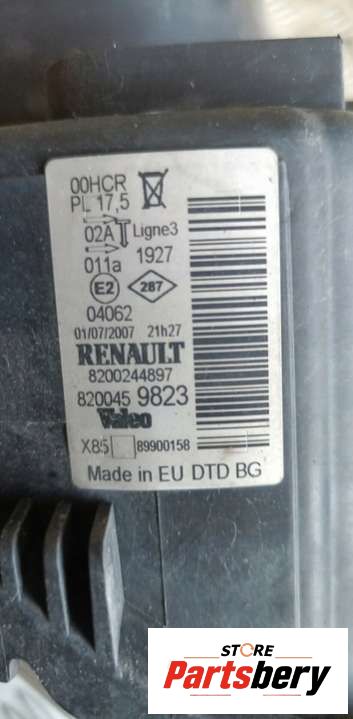 00HCR
PL 17,5
02A Ligne3
011a 1927
E2 287
04062
01/07/2007 21h27
RENAULT
8200244897
820045 9823
Valeo
X85 89900158
Made in EU DTD BG
STORE
Partsbery